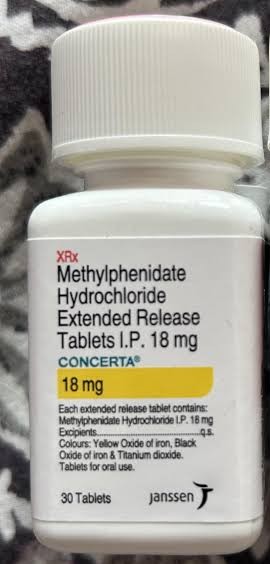 XRx
Methylphenidate
Hydrochloride
Extended Release
Tablets I.P. 18 mg
CONCERTA®
18 mg
Each extended release tablet contains:
Methylphenidate Hydrochloride I.P. 18 mg
Excipients..................................q.s.
Colours: Yellow Oxide of iron, Black
Oxide of iron & Titanium dioxide.
Tablets for oral use.
30 Tablets janssen